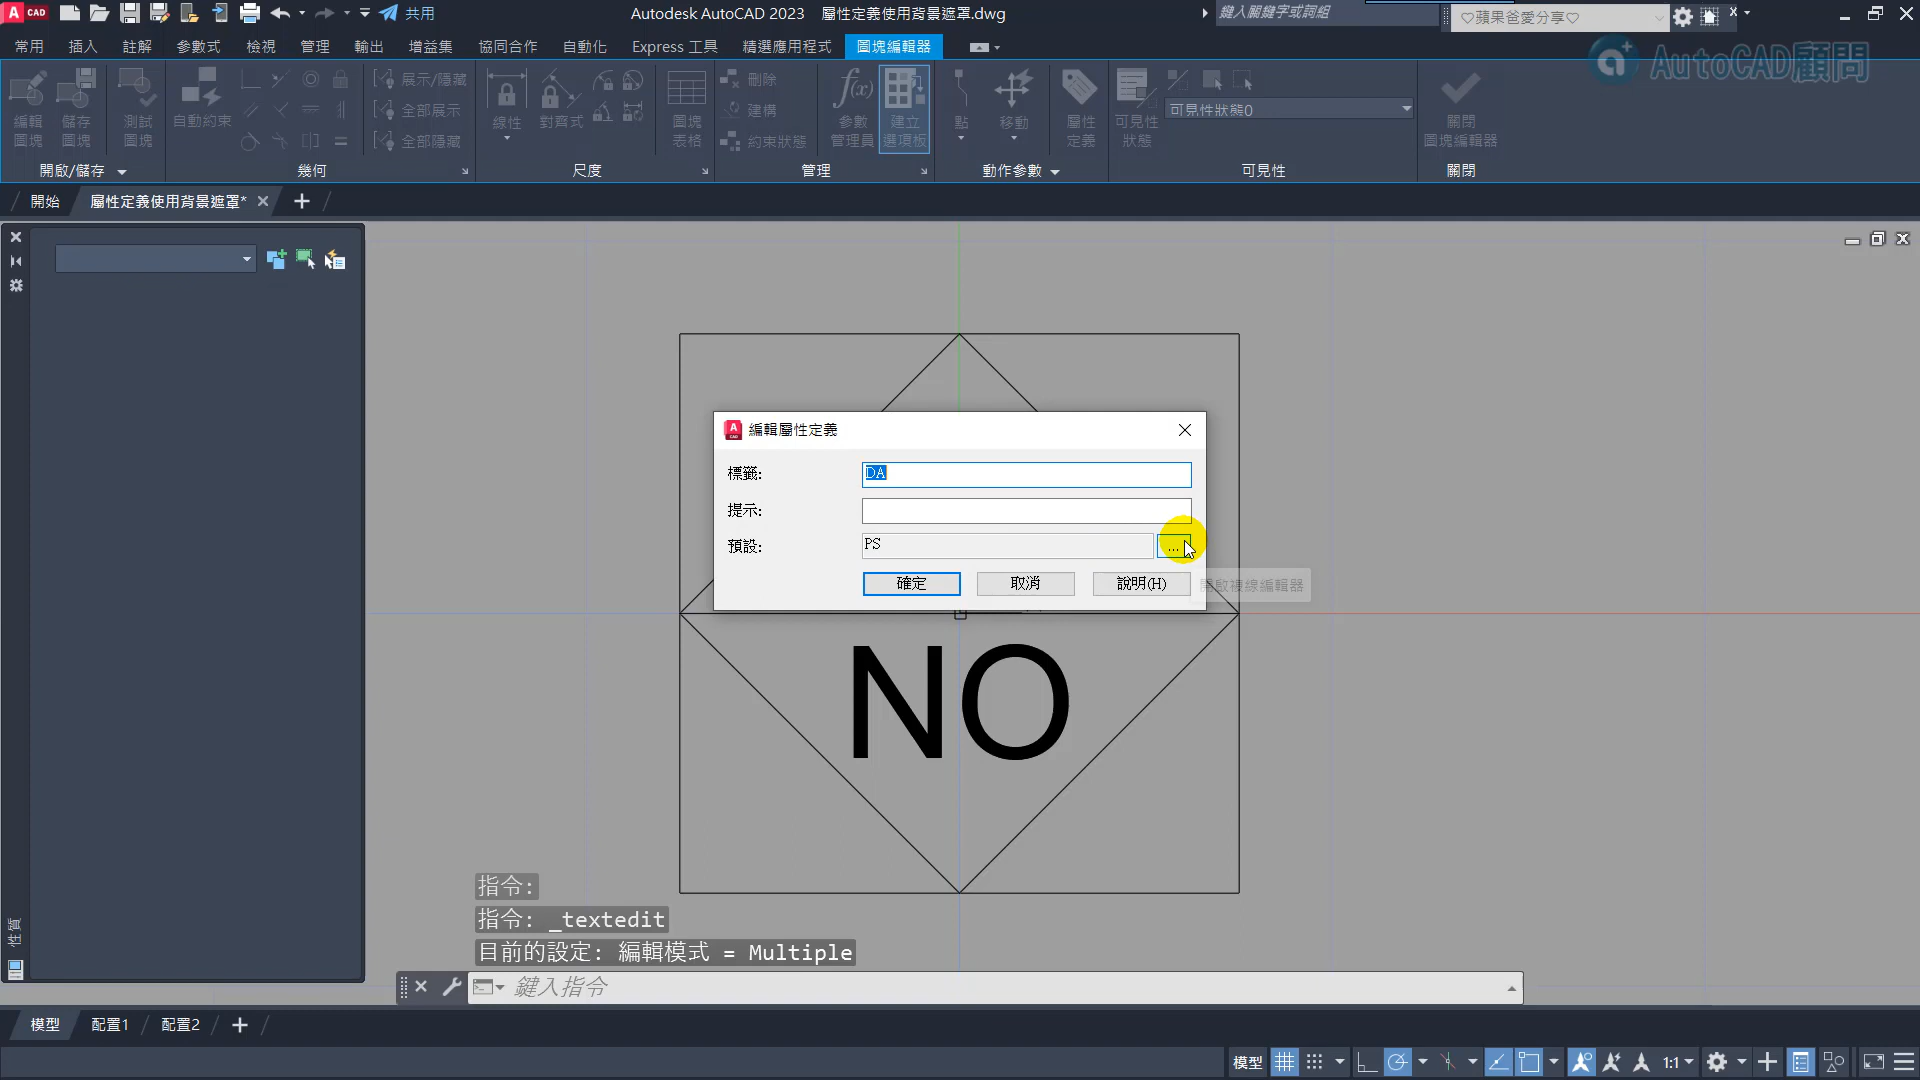 CAD
共用
Autodesk AutoCAD 2023 屬性定義使用背景遮罩.dwg
鍵入關鍵字或詞組
♡蘋果爸愛分享♡
常用 插入 註解 參數式 檢視 管理 輸出 增益集 協同合作 自動化 Express 工具 精選應用程式 圖塊編輯器
AutoCAD顧問
編輯圖塊
儲存圖塊
測試圖塊
自動約束
展示/隱藏
全部展示
全部隱藏
線性
對齊式
圖塊表格
刪除
建構
約束狀態
參數管理員
建立選項板
點
移動
屬性定義
可見性狀態
可見性狀態0
關閉圖塊編輯器
開啟/儲存 幾何 尺度 管理 動作參數 可見性 關閉
開始 屬性定義使用背景遮罩*
編輯屬性定義
標籤: DA
提示:
預設: PS ...
確定 取消 說明(H)
開啟複線編輯器
NO
指令:
指令: _textedit
目前的設定: 編輯模式 = Multiple
鍵入指令
性質
模型 配置1 配置2
模型 1:1